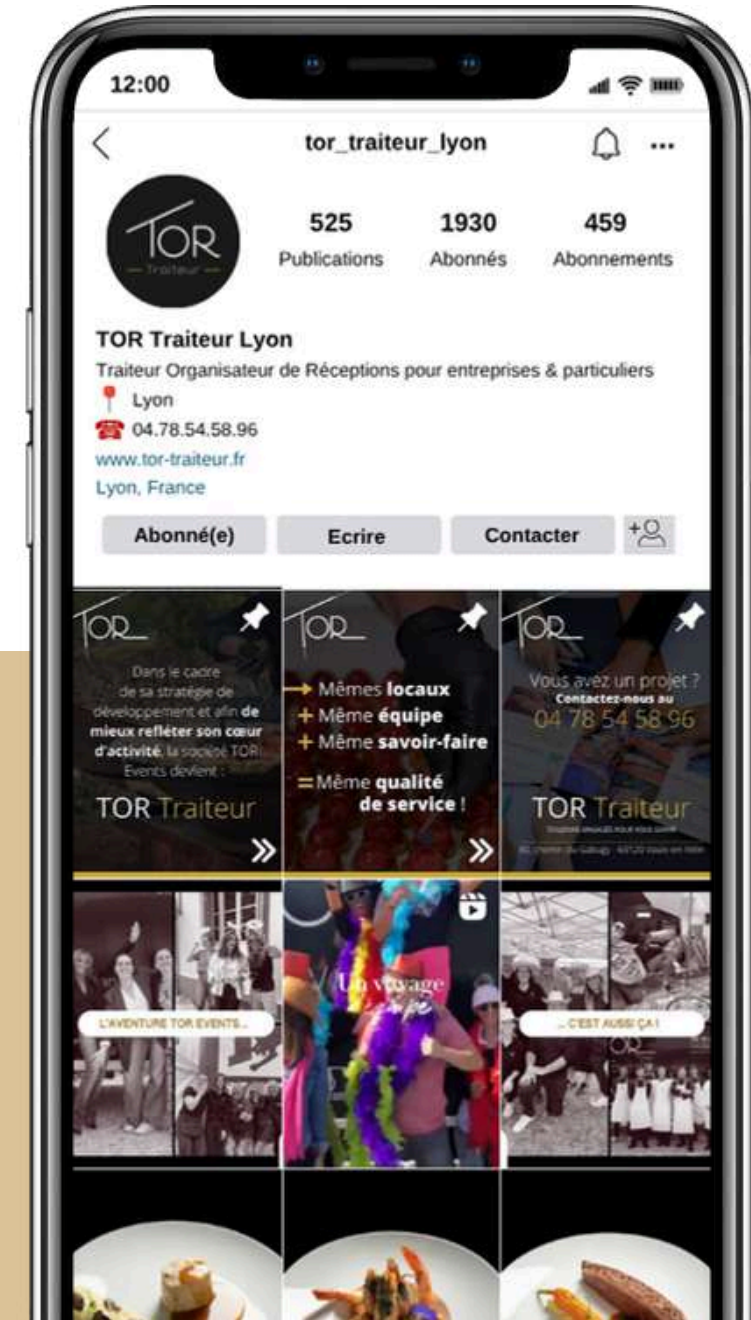 12:00
tor_traiteur_lyon
TOR
Traiteur
525
1930
459
Publications
Abonnés
Abonnements
TOR Traiteur Lyon
Traiteur Organisateur de Réceptions pour entreprises & particuliers
Lyon
04.78.54.58.96
www.tor-traiteur.fr
Lyon, France
Abonné(e)
Ecrire
Contacter
TOR
Dans le cadre
de sa stratégie de
développement et afin de
mieux refléter son cœur
d'activité, la société TOR
Events devient :
TOR Traiteur
TOR
Mêmes locaux
+ Même équipe
+ Même savoir-faire
= Même qualité
de service !
TOR
Vous avez un projet ?
Contactez-nous au
04 78 54 58 96
TOR Traiteur
L'AVENTURE TOR EVENTS...
Un voyage
... C'EST AUSSI ÇA !